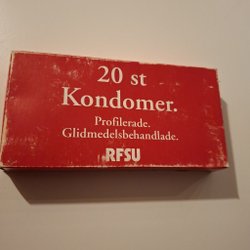 20 st
Kondomer.
Profilerade.
Glidmedelsbehandlade.
RFSU